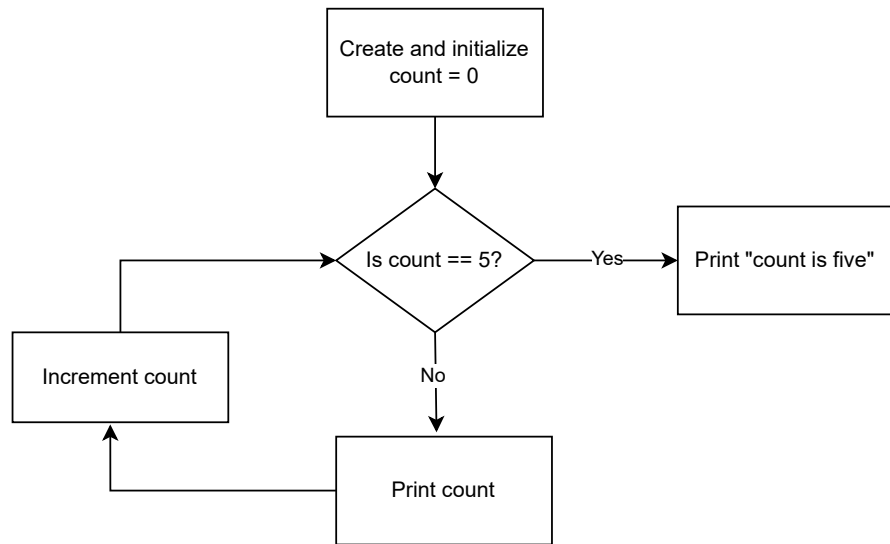 Create and initialize
count = 0
Is count == 5?
Yes
Print "count is five"
Increment count
No
Print count